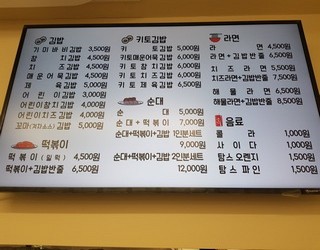 김밥
기미바비김밥 3,500원
참치김밥 4,500원
치즈김밥 4,500원
매운어묵김밥 4,500원
제육김밥 5,000원
어린이김밥 3,000원
어린이참치김밥 4,000원
어린이치즈김밥 4,000원
꼬마(겨자소스)김밥 5,000원
떡볶이
떡볶이(밀떡) 4,500원
떡볶이+김밥반줄 6,500원
키토김밥
키토김밥 5,000원
키토매운어묵김밥 6,500원
키토참치김밥 6,500원
키토치즈김밥 6,500원
키토제육김밥 6,500원
순대
순대 5,000원
순대+떡볶이 7,000원
순대+떡볶이+김밥 1인분세트
9,000원
순대+떡볶이+김밥 2인분세트
12,000원
라면
라면 4,500원
라면+김밥반줄 6,500원
치즈라면 5,500원
치즈라면+김밥반줄 7,500원
해물라면 6,500원
해물라면+김밥반줄 8,500원
음료
콜라 1,000원
사이다 1,000원
탐스오렌지 1,500원
탐스파인 1,500원